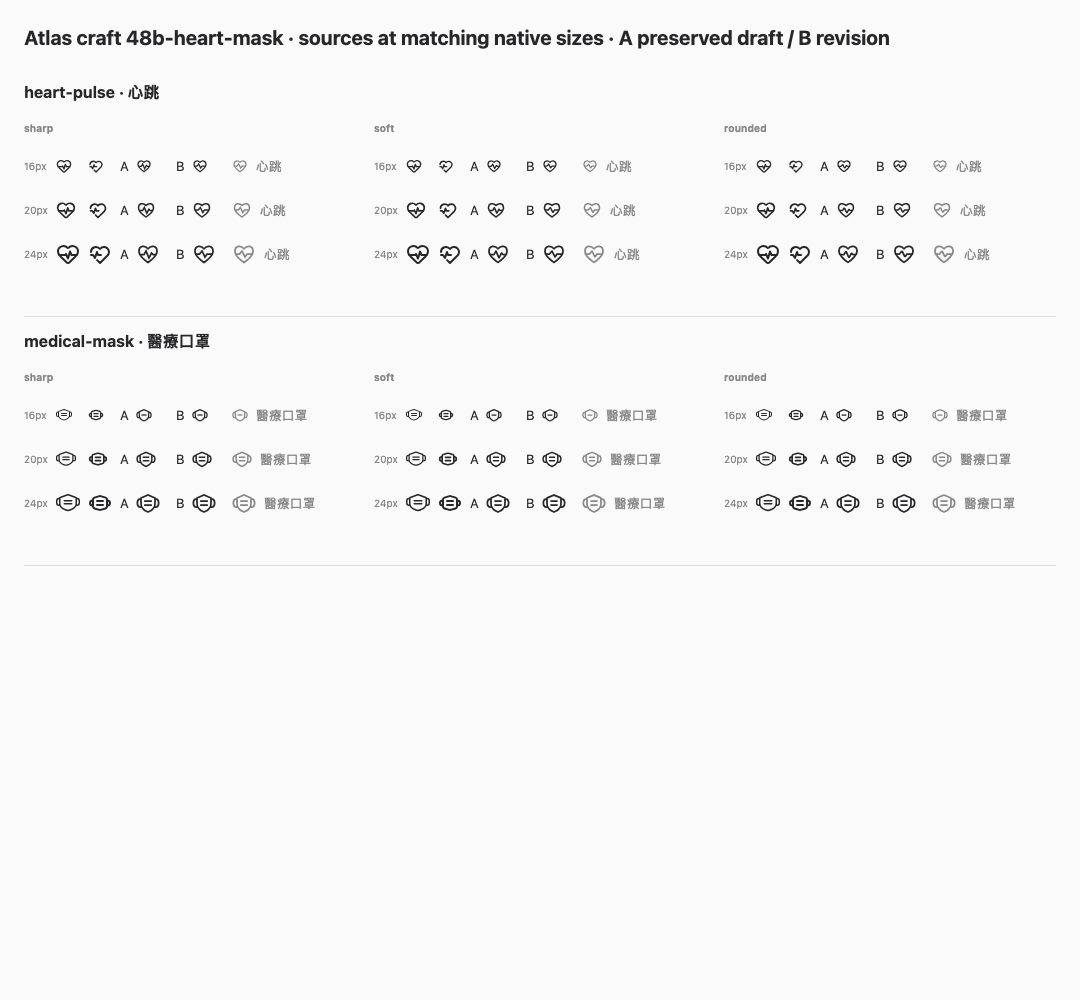 Atlas craft 48b-heart-mask · sources at matching native sizes · A preserved draft / B revision
heart-pulse · 心跳
sharp soft rounded
16px A B 心跳 16px A B 心跳 16px A B 心跳
20px A B 心跳 20px A B 心跳 20px A B 心跳
24px A B 心跳 24px A B 心跳 24px A B 心跳
medical-mask · 醫療口罩
sharp soft rounded
16px A B 醫療口罩 16px A B 醫療口罩 16px A B 醫療口罩
20px A B 醫療口罩 20px A B 醫療口罩 20px A B 醫療口罩
24px A B 醫療口罩 24px A B 醫療口罩 24px A B 醫療口罩